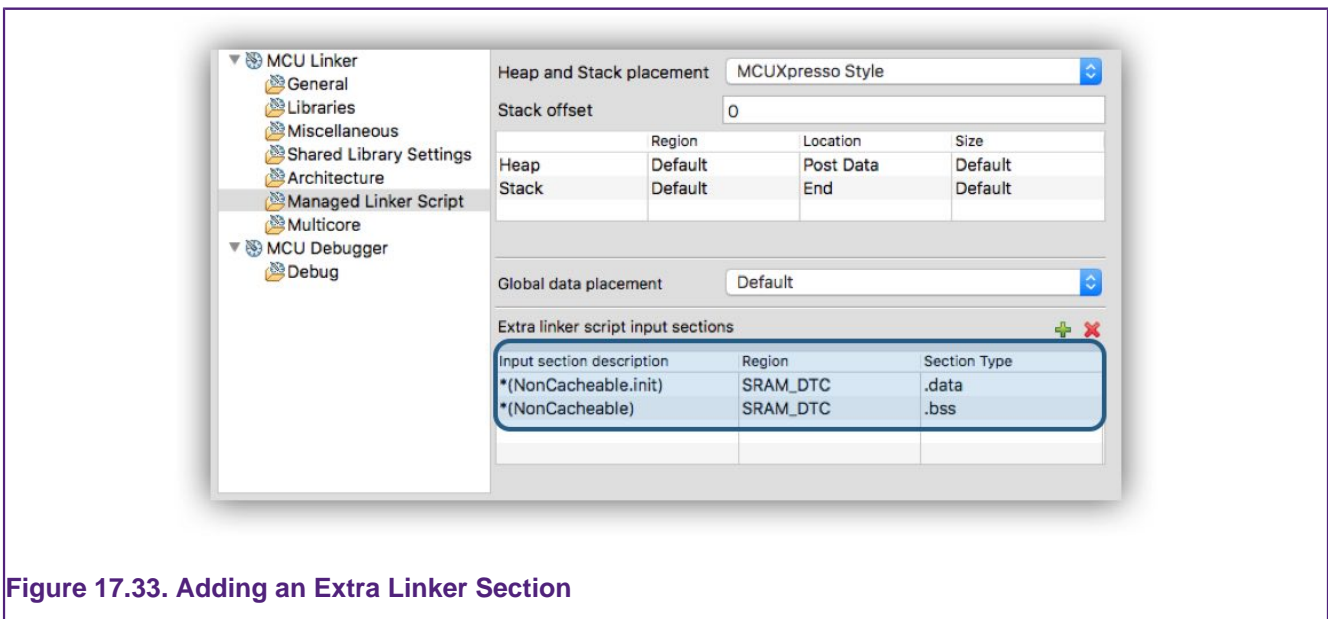 MCU Linker
General
Libraries
Miscellaneous
Shared Library Settings
Architecture
Managed Linker Script
Multicore
MCU Debugger
Debug
Heap and Stack placement MCUXpresso Style
Stack offset 0
Region Location Size
Heap Default Post Data Default
Stack Default End Default
Global data placement Default
Extra linker script input sections
Input section description Region Section Type
*(NonCacheable.init) SRAM_DTC .data
*(NonCacheable) SRAM_DTC .bss
Figure 17.33. Adding an Extra Linker Section